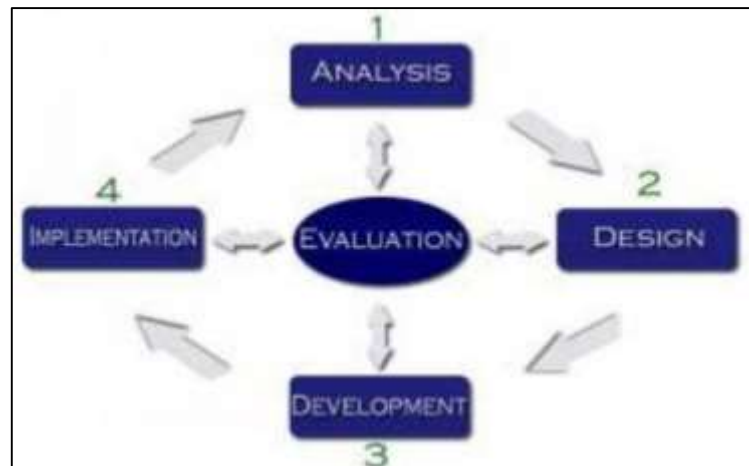 1
ANALYSIS
2
DESIGN
4
IMPLEMENTATION
EVALUATION
DEVELOPMENT
3